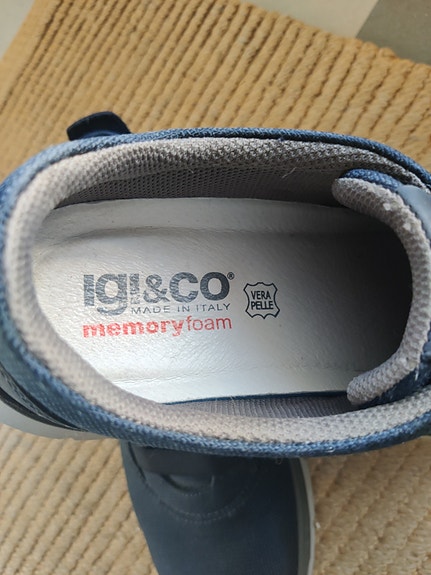 IGI&CO®
MADE IN ITALY
memoryfoam
VERA
PELLE